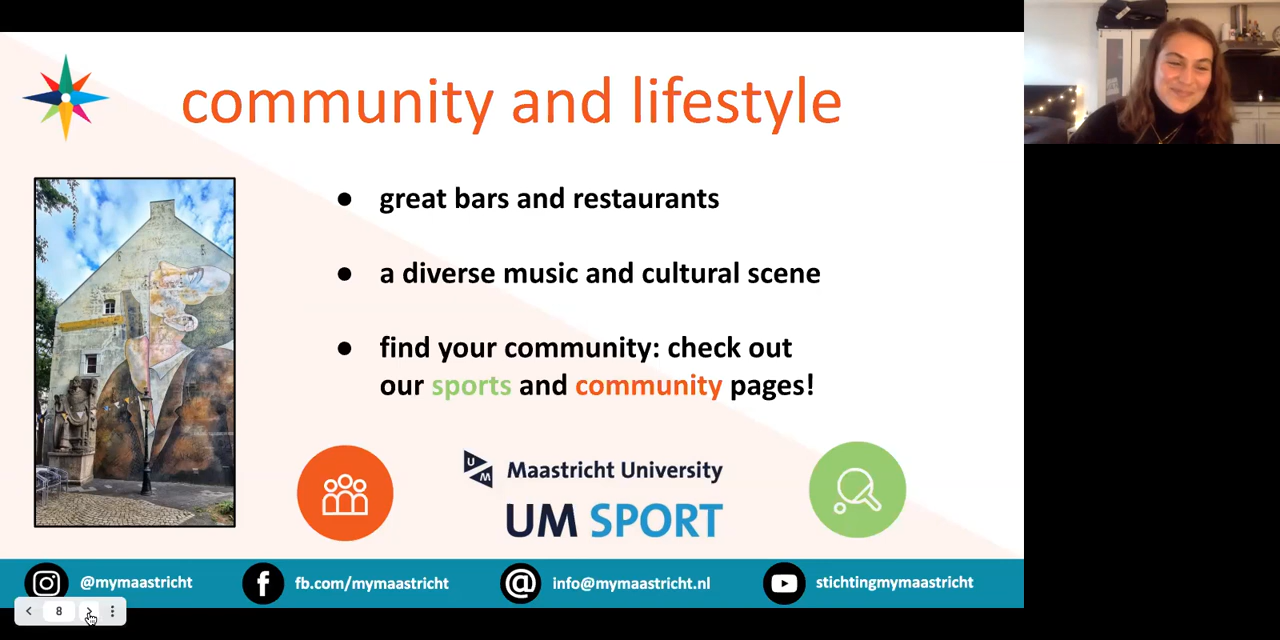 community and lifestyle
● great bars and restaurants
● a diverse music and cultural scene
● find your community: check out
our sports and community pages!
U
M
Maastricht University
UM SPORT
@mymaastricht
fb.com/mymaastricht
info@mymaastricht.nl
stichtingmymaastricht
8